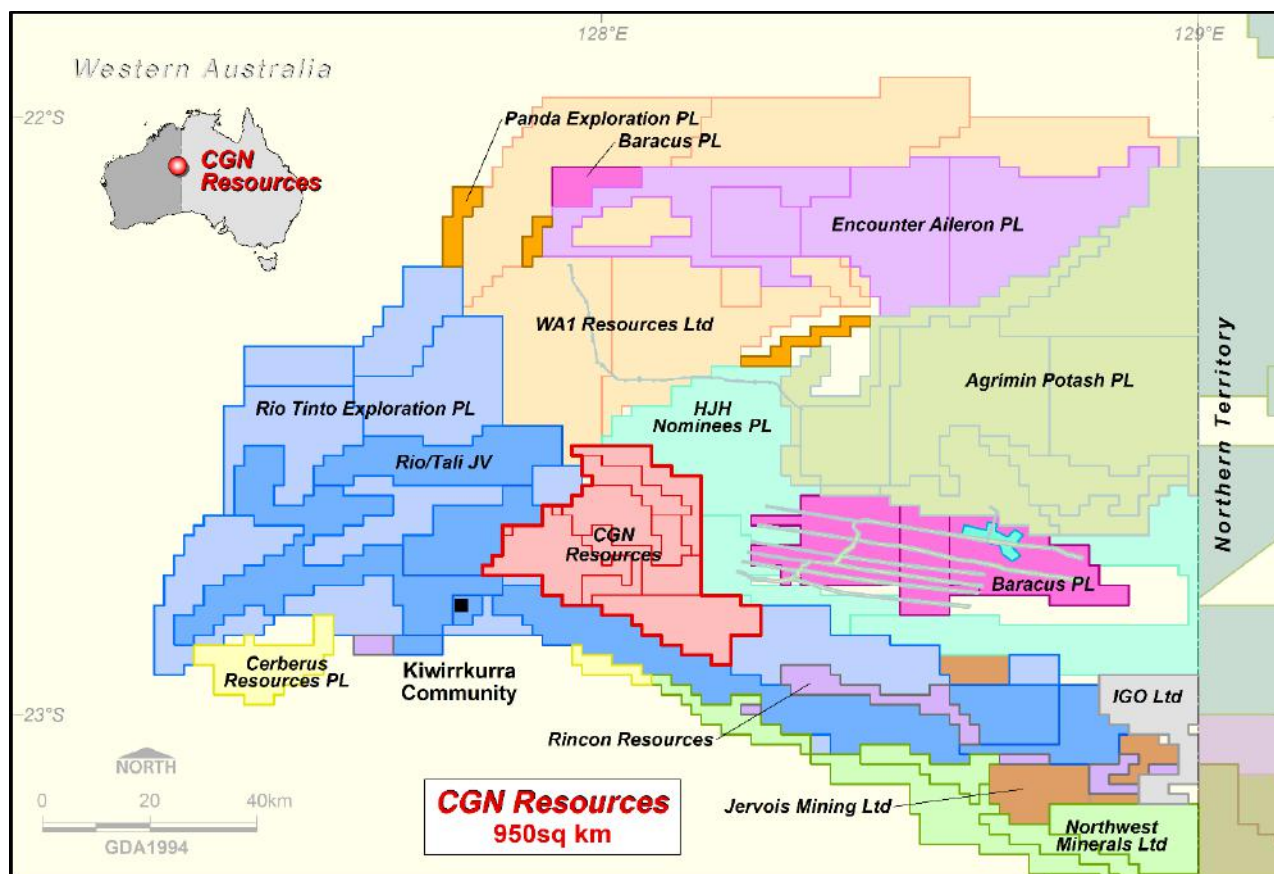 128°E
129°E
Western Australia
22°S
Panda Exploration PL
Baracus PL
CGN
Resources
Encounter Aileron PL
WA1 Resources Ltd
Northern Territory
Agrimin Potash PL
Rio Tinto Exploration PL
HJH
Nominees PL
Rio/Tali JV
CGN
Resources
Baracus PL
Cerberus
Resources PL
Kiwirrkurra
Community
IGO Ltd
23°S
Rincon Resources
NORTH
0 20 40km
GDA1994
CGN Resources
950sq km
Jervois Mining Ltd
Northwest
Minerals Ltd